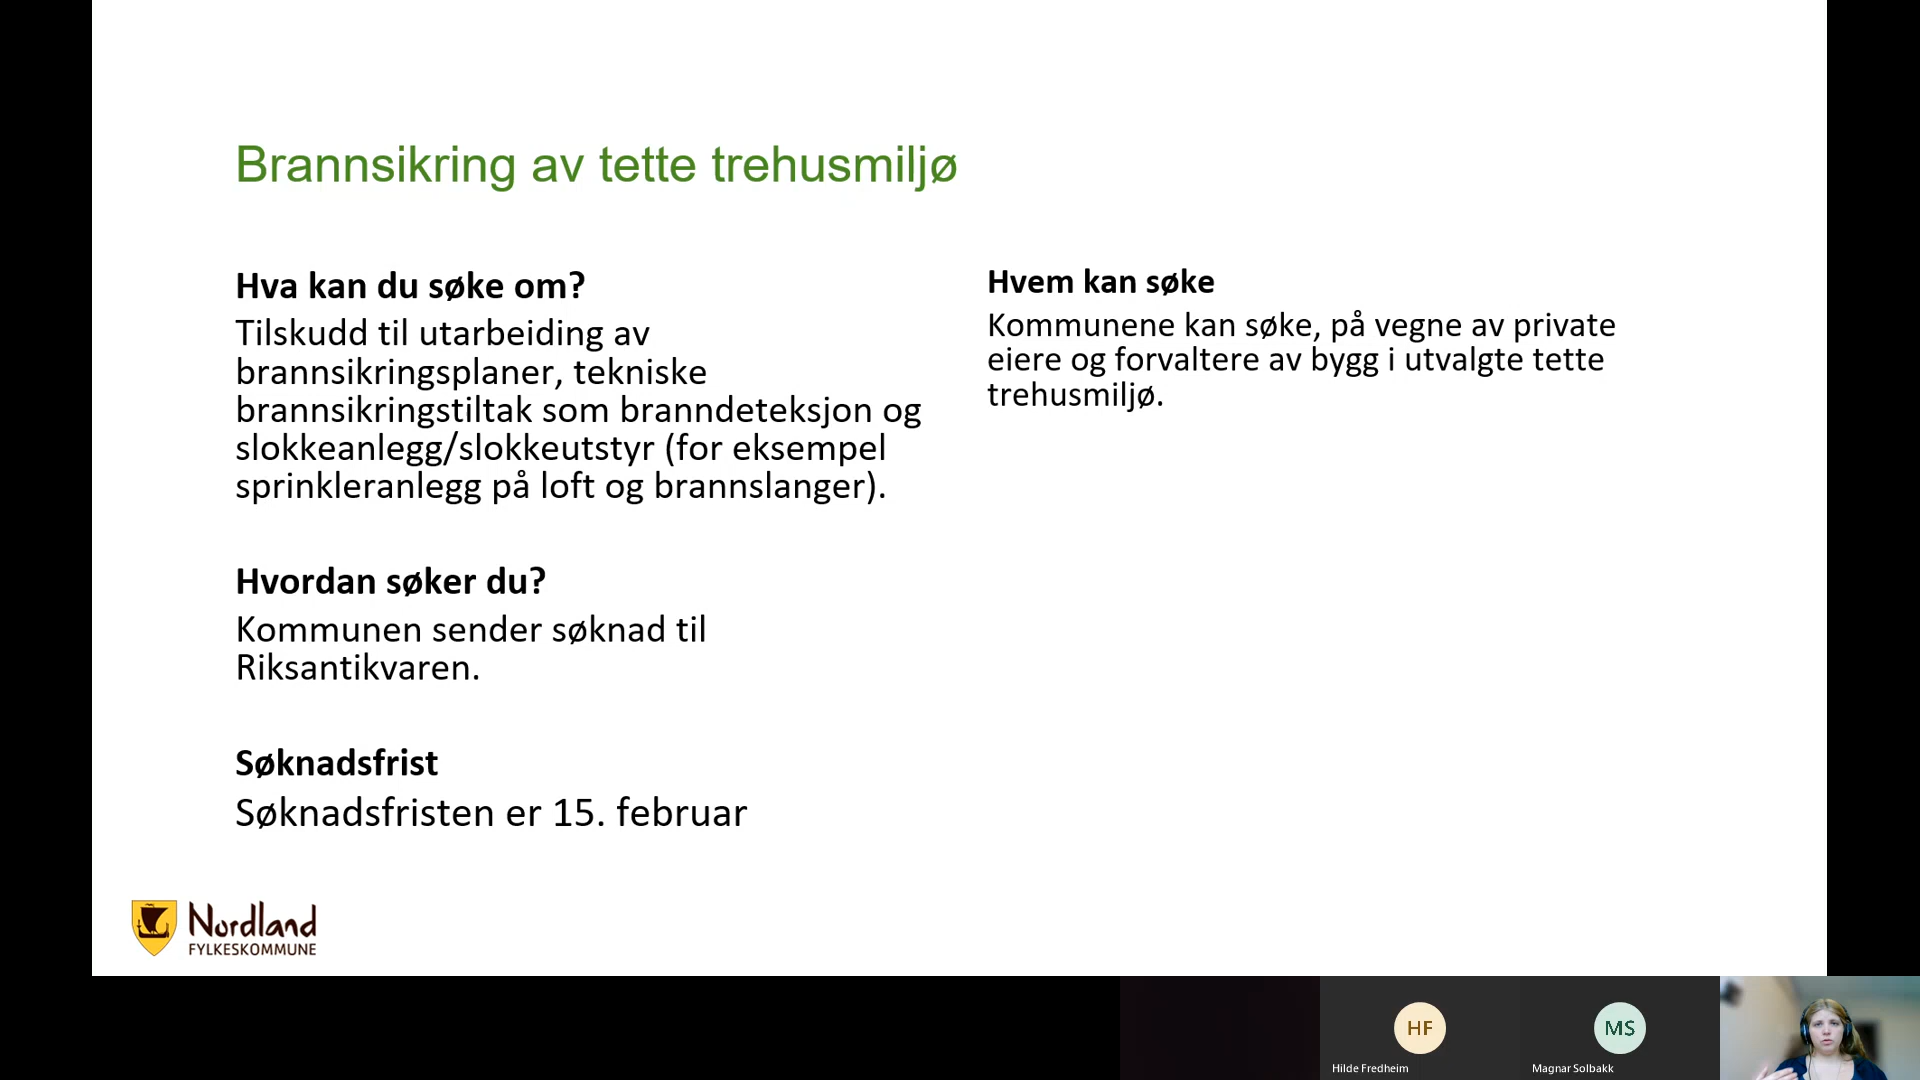 Brannsikring av tette trehusmiljø
Hva kan du søke om?
Tilskudd til utarbeiding av
brannsikringsplaner, tekniske
brannsikringstiltak som branndeteksjon og
slokkeanlegg/slokkeutstyr (for eksempel
sprinkleranlegg på loft og brannslanger).
Hvordan søker du?
Kommunen sender søknad til
Riksantikvaren.
Søknadsfrist
Søknadsfristen er 15. februar
Hvem kan søke
Kommunene kan søke, på vegne av private
eiere og forvaltere av bygg i utvalgte tette
trehusmiljø.
Nordland
FYLKESKOMMUNE
HF
Hilde Fredheim
MS
Magnar Solbakk